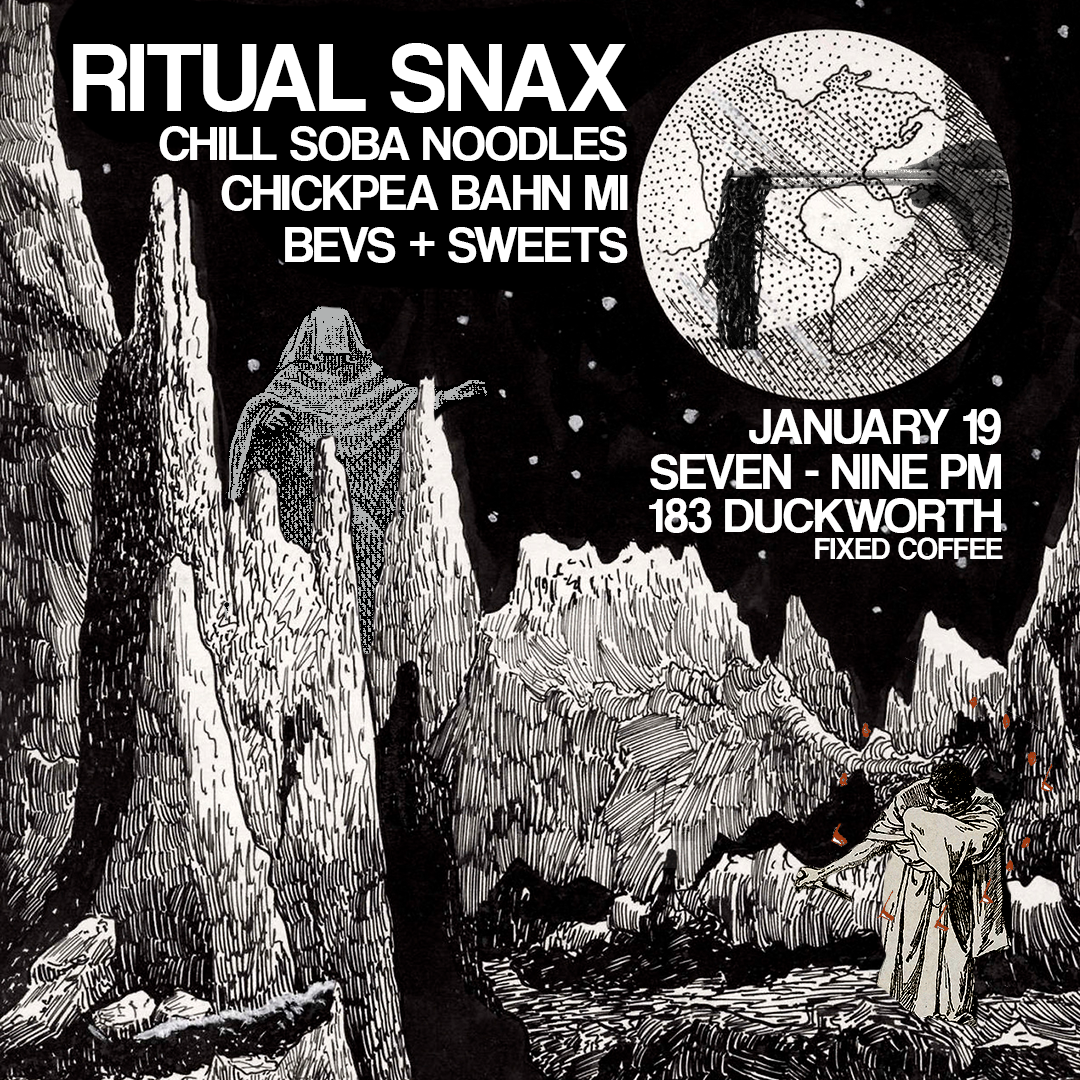 RITUAL SNAX
CHILL SOBA NOODLES
CHICKPEA BAHN MI
BEVS + SWEETS
JANUARY 19
SEVEN - NINE PM
183 DUCKWORTH
FIXED COFFEE